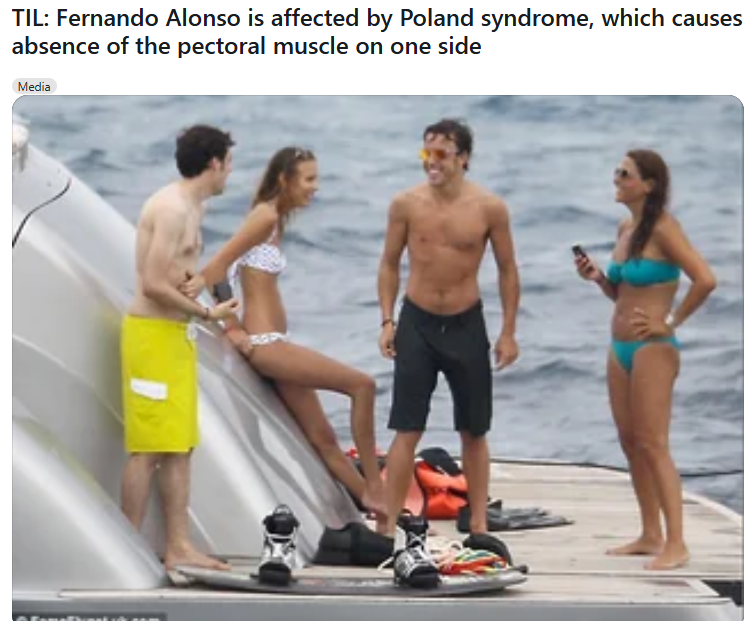 TIL: Fernando Alonso is affected by Poland syndrome, which causes
absence of the pectoral muscle on one side
Media